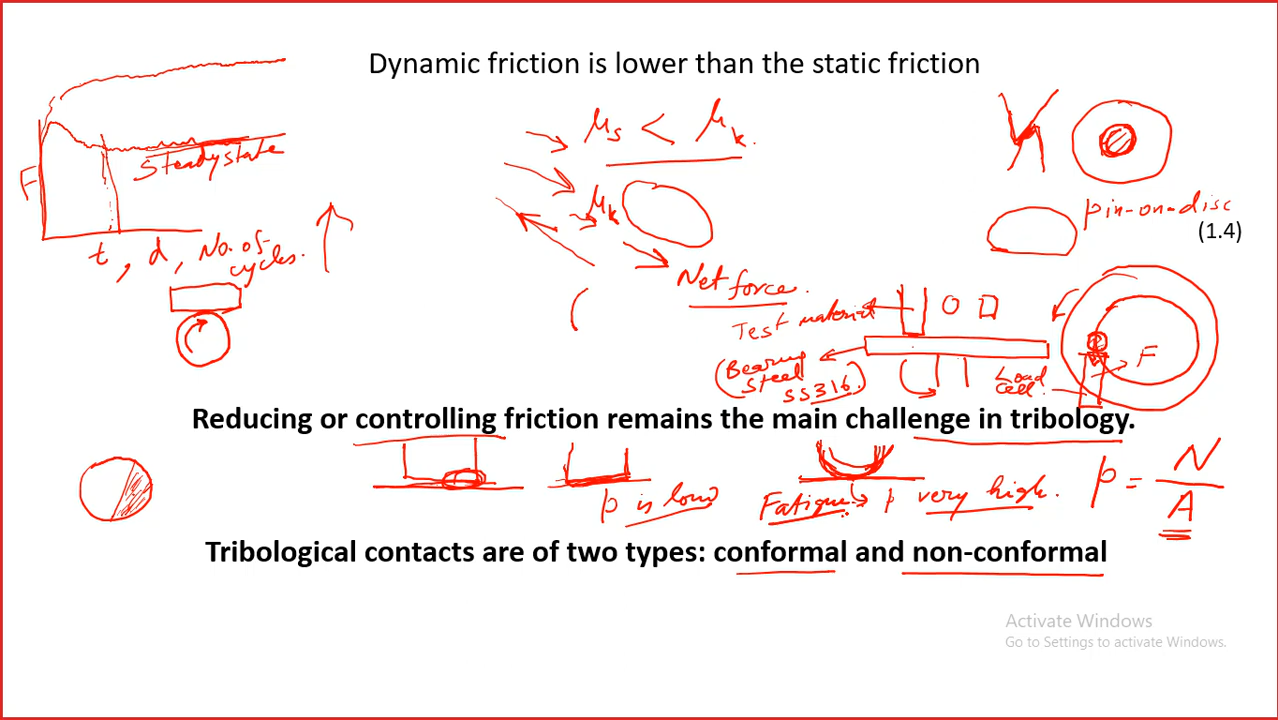 Dynamic friction is lower than the static friction
μs < μk.
F
Steady state
t, d, No. of cycles.
μk
pin-on-disc
(1.4)
Net force.
Test material
(Bearing
Steel
SS316)
Load
cell.
F
Reducing or controlling friction remains the main challenge in tribology.
p is low
Fatigue
p very high.
p = N
A
Tribological contacts are of two types: conformal and non-conformal
Activate Windows
Go to Settings to activate Windows.